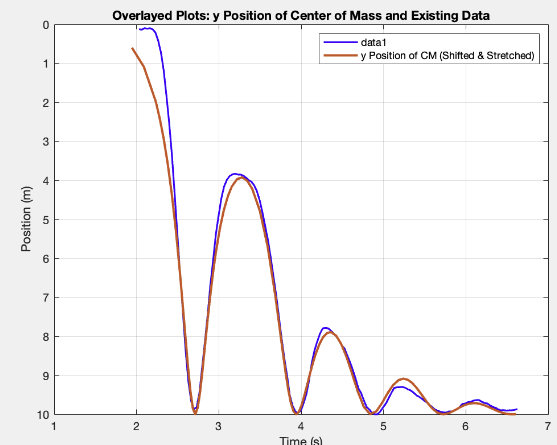 Overlayed Plots: y Position of Center of Mass and Existing Data
data1
y Position of CM (Shifted & Stretched)
Position (m)
0
1
2
3
4
5
6
7
8
9
10
1 2 3 4 5 6 7
Time (s)